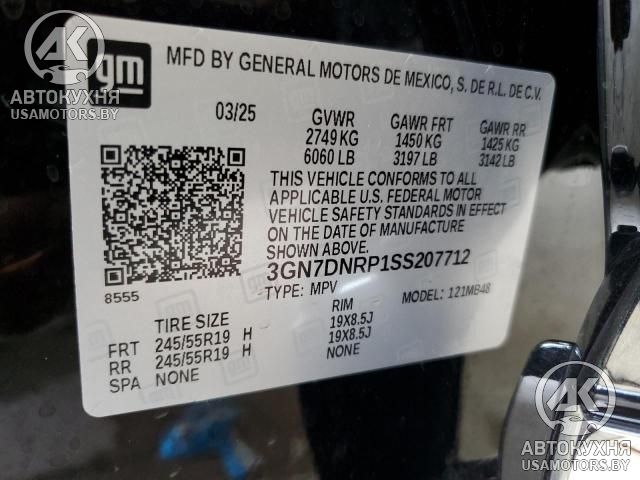 gm
MFD BY GENERAL MOTORS DE MEXICO, S. DE R.L. DE C.V.
03/25 GVWR GAWR FRT GAWR RR
2749 KG 1450 KG 1425 KG
6060 LB 3197 LB 3142 LB
THIS VEHICLE CONFORMS TO ALL
APPLICABLE U.S. FEDERAL MOTOR
VEHICLE SAFETY STANDARDS IN EFFECT
ON THE DATE OF MANUFACTURE
SHOWN ABOVE.
3GN7DNRP1SS207712
8555
TYPE: MPV MODEL: 121MB48
TIRE SIZE RIM
FRT 245/55R19 H 19X8.5J
RR 245/55R19 H 19X8.5J
SPA NONE NONE
АК
АВТОКУХНЯ
USAMOTORS.BY
АК
АВТОКУХНЯ
USAMOTORS.BY